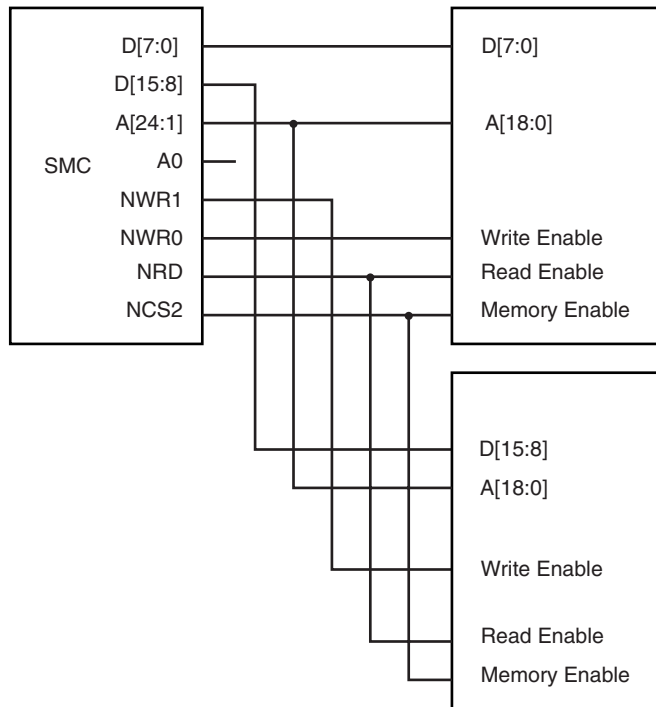 D[7:0]
D[15:8]
A[24:1]
SMC
A0
NWR1
NWR0
NRD
NCS2
D[7:0]
A[18:0]
Write Enable
Read Enable
Memory Enable
D[15:8]
A[18:0]
Write Enable
Read Enable
Memory Enable